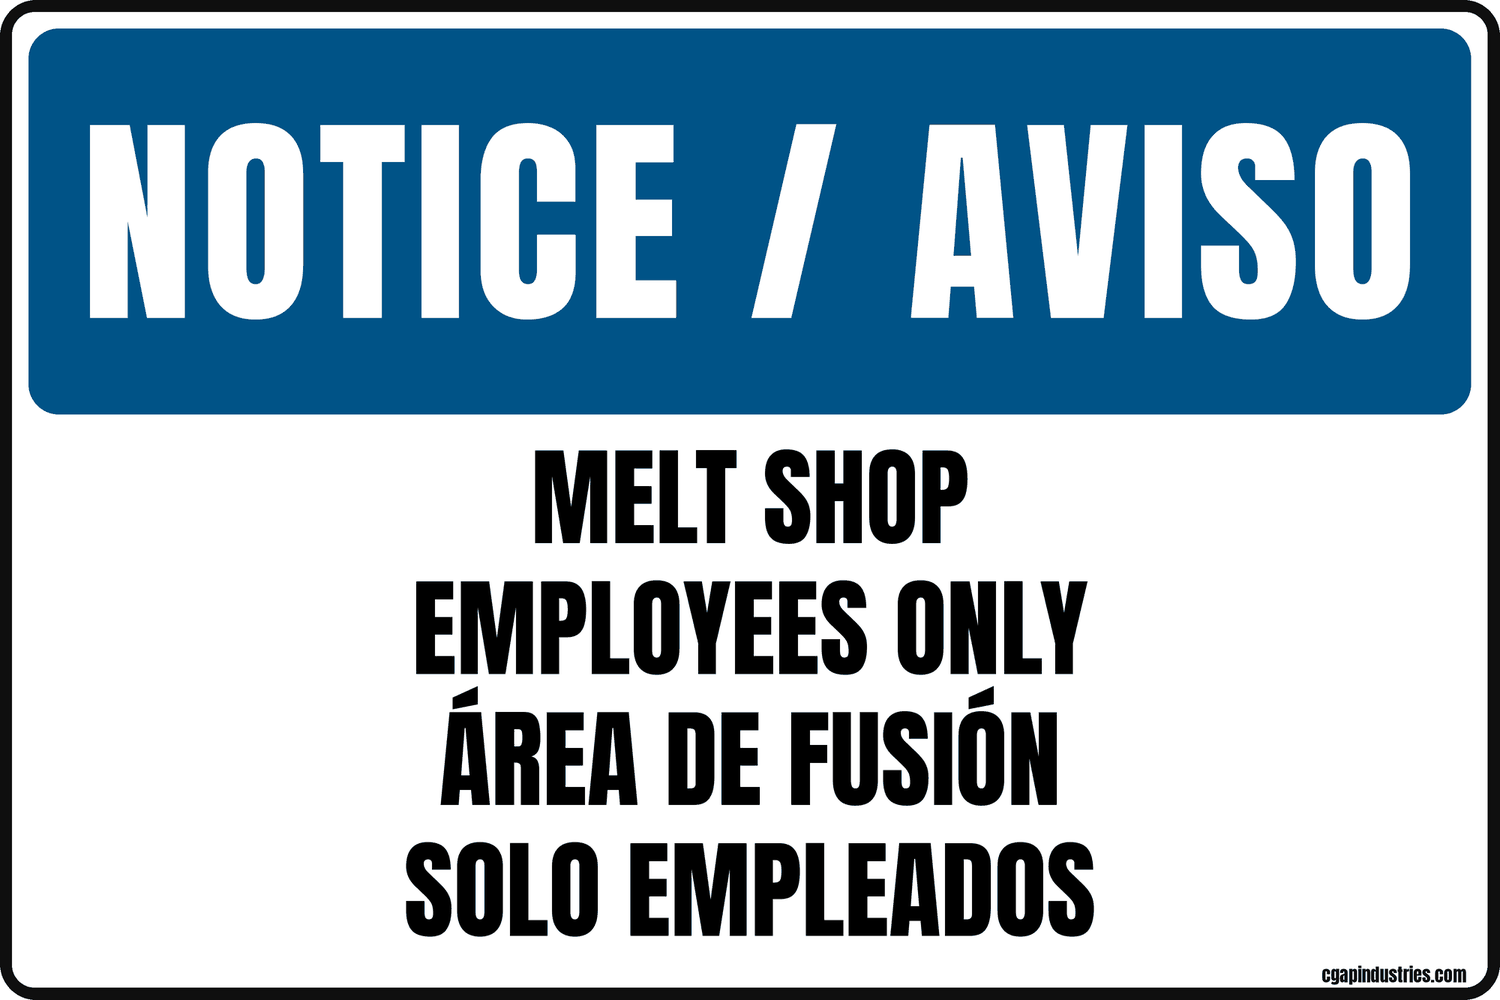 NOTICE / AVISO
MELT SHOP
EMPLOYEES ONLY
ÁREA DE FUSIÓN
SOLO EMPLEADOS
cgapindustries.com